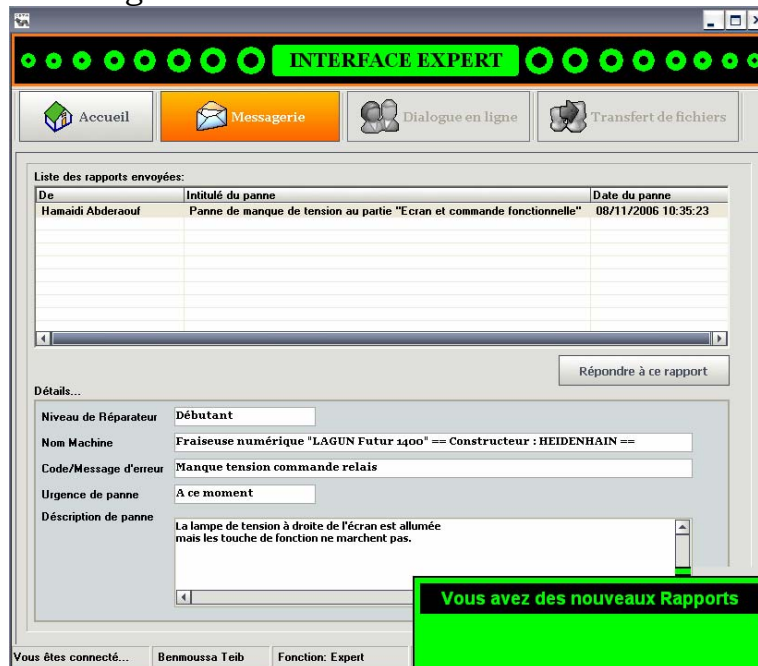 INTERFACE EXPERT
Accueil Messagerie Dialogue en ligne Transfert de fichiers
Liste des rapports envoyées:
De Intitulé du panne Date du panne
Hamaidi Abderaouf Panne de manque de tension au partie "Ecran et commande fonctionnelle" 08/11/2006 10:35:23
Répondre à ce rapport
Détails...
Niveau de Réparateur Débutant
Nom Machine Fraiseuse numérique "LAGUN Futur 1400" == Constructeur : HEIDENHAIN ==
Code/Message d'erreur Manque tension commande relais
Urgence de panne A ce moment
Déscription de panne La lampe de tension à droite de l'écran est allumée
mais les touche de fonction ne marchent pas.
Vous avez des nouveaux Rapports
Vous êtes connecté... Benmoussa Teib Fonction: Expert